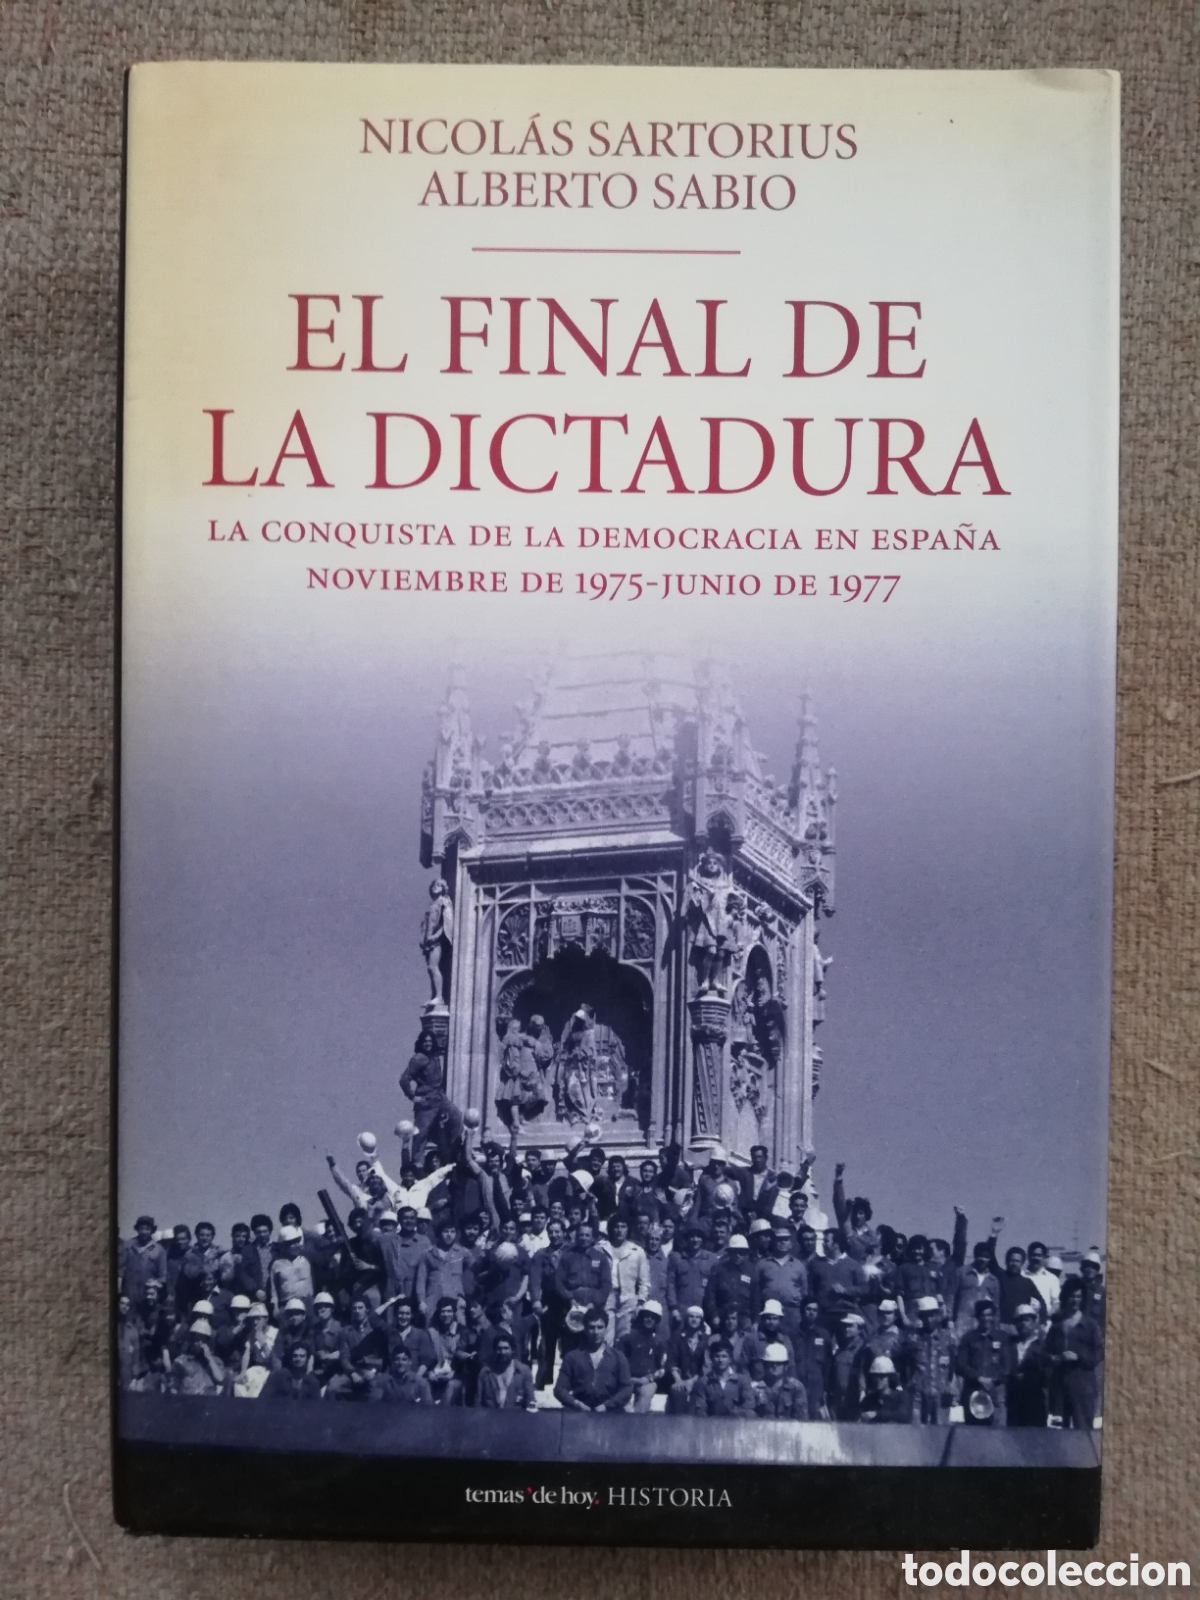 NICOLÁS SARTORIUS
ALBERTO SABIO
EL FINAL DE
LA DICTADURA
LA CONQUISTA DE LA DEMOCRACIA EN ESPAÑA
NOVIEMBRE DE 1975-JUNIO DE 1977
temas'de hoy. HISTORIA
todocoleccion